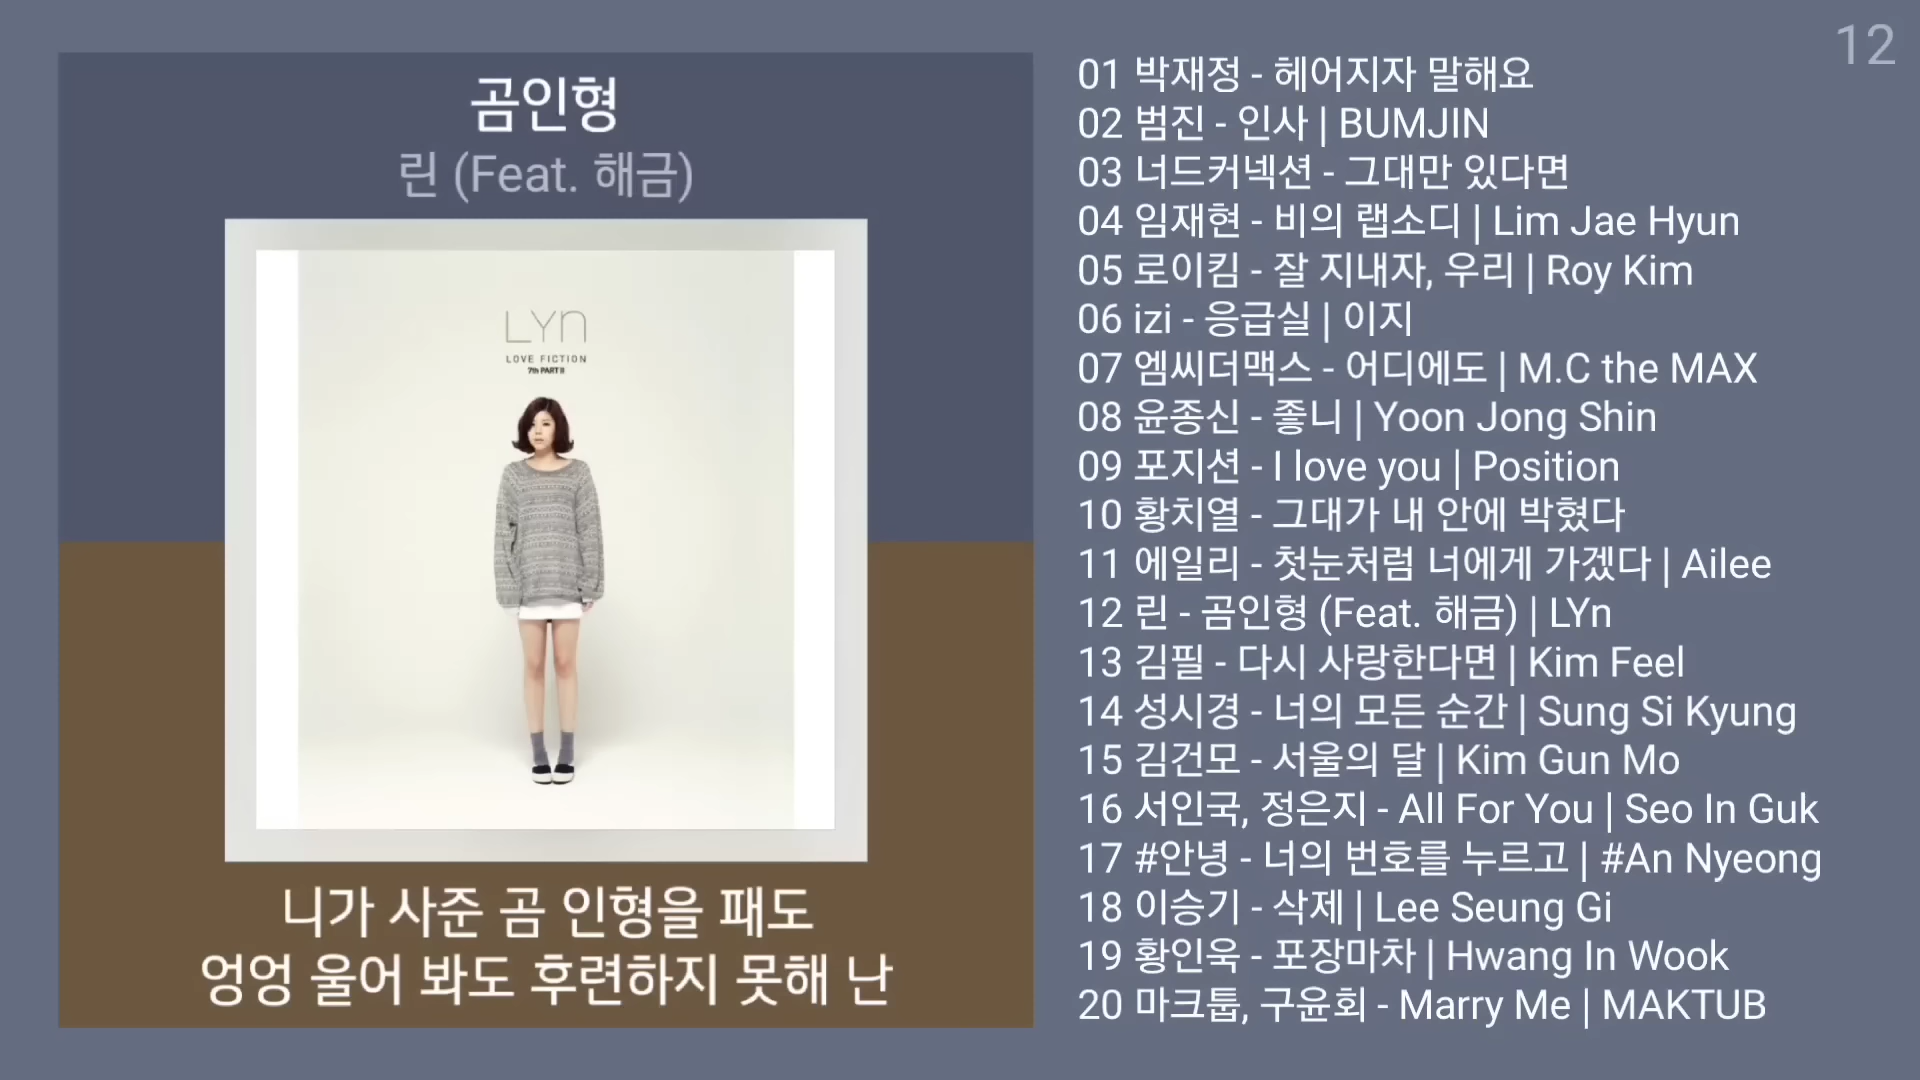 12
곰인형
린 (Feat. 해금)
LYn
LOVE FICTION
7th PART II
니가 사준 곰 인형을 패도
엉엉 울어 봐도 후련하지 못해 난
01 박재정 - 헤어지자 말해요
02 범진 - 인사 | BUMJIN
03 너드커넥션 - 그대만 있다면
04 임재현 - 비의 랩소디 | Lim Jae Hyun
05 로이킴 - 잘 지내자, 우리 | Roy Kim
06 izi - 응급실 | 이지
07 엠씨더맥스 - 어디에도 | M.C the MAX
08 윤종신 - 좋니 | Yoon Jong Shin
09 포지션 - I love you | Position
10 황치열 - 그대가 내 안에 박혔다
11 에일리 - 첫눈처럼 너에게 가겠다 | Ailee
12 린 - 곰인형 (Feat. 해금) | LYn
13 김필 - 다시 사랑한다면 | Kim Feel
14 성시경 - 너의 모든 순간 | Sung Si Kyung
15 김건모 - 서울의 달 | Kim Gun Mo
16 서인국, 정은지 - All For You | Seo In Guk
17 #안녕 - 너의 번호를 누르고 | #An Nyeong
18 이승기 - 삭제 | Lee Seung Gi
19 황인욱 - 포장마차 | Hwang In Wook
20 마크툽, 구윤회 - Marry Me | MAKTUB